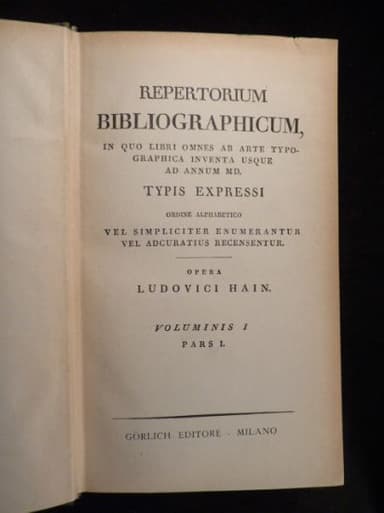 REPERTORIUM
BIBLIOGRAPHICUM,
IN QUO LIBRI OMNES AB ARTE TYPO-
GRAPHICA INVENTA USQUE
AD ANNUM MD.
TYPIS EXPRESSI
ORDINE ALPHABETICO
VEL SIMPLICITER ENUMERANTUR
VEL ADCURATIUS RECENSENTUR.
OPERA
LUDOVICI HAIN.
VOLUMINIS I
PARS I.
GÖRLICH EDITORE - MILANO